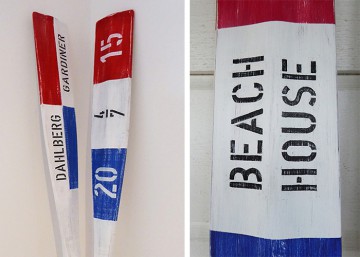 DAHLBERG
GARDINER
15
4/7
20
BEACH
HOUSE